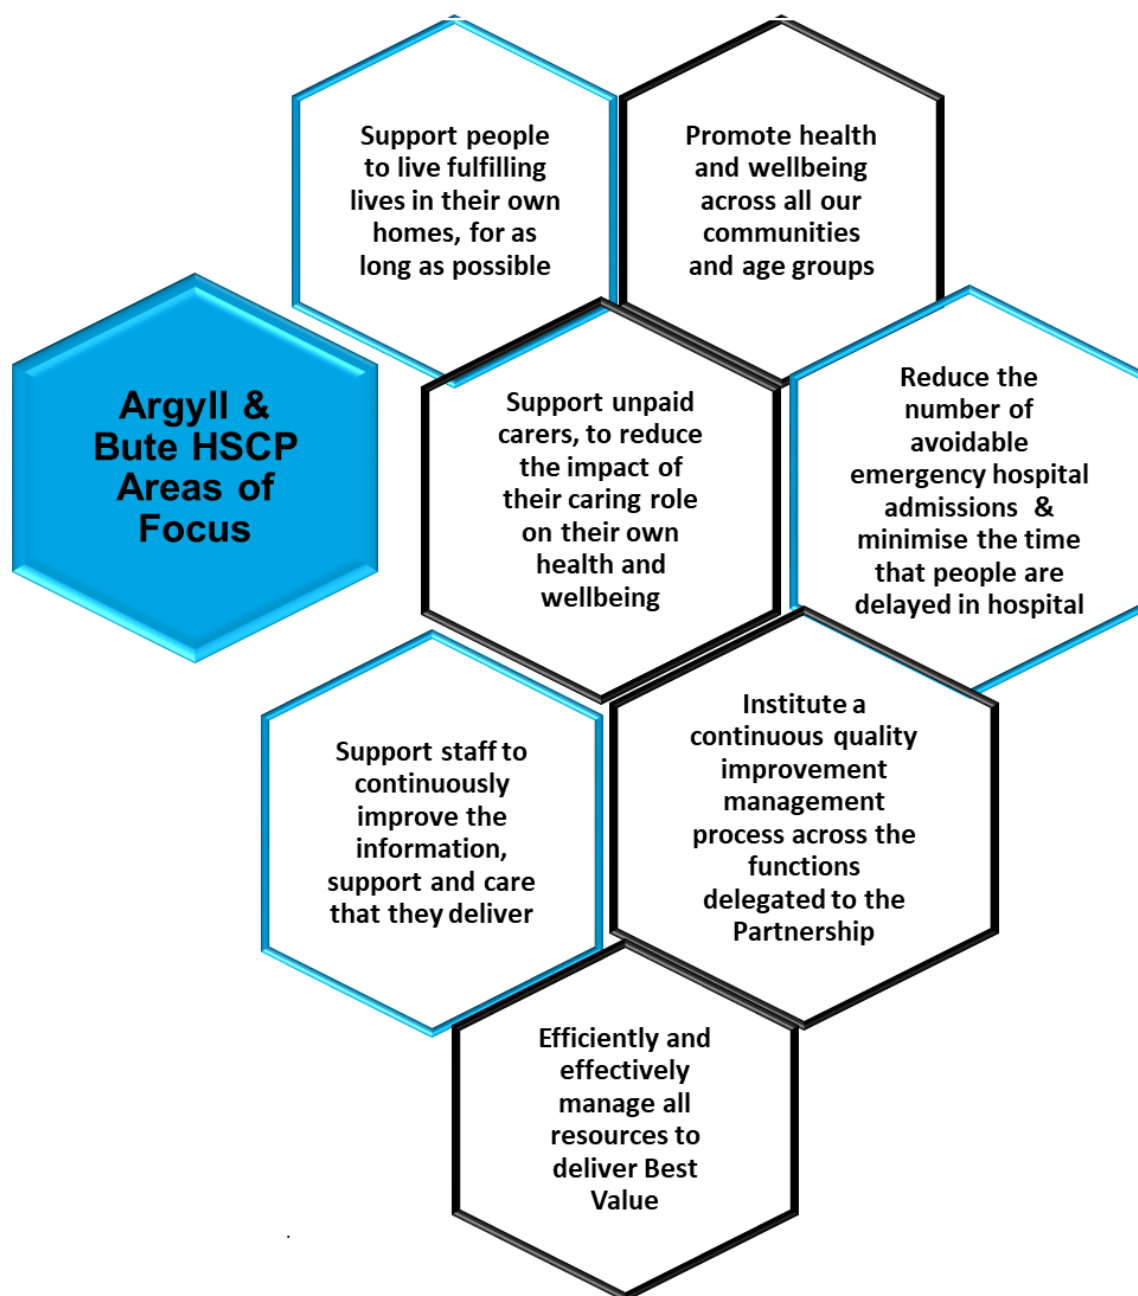 Support people
to live fulfilling
lives in their own
homes, for as
long as possible
Promote health
and wellbeing
across all our
communities
and age groups
Argyll &
Bute HSCP
Areas of
Focus
Support unpaid
carers, to reduce
the impact of
their caring role
on their own
health and
wellbeing
Reduce the
number of
avoidable
emergency hospital
admissions &
minimise the time
that people are
delayed in hospital
Support staff to
continuously
improve the
information,
support and care
that they deliver
Institute a
continuous quality
improvement
management
process across the
functions
delegated to the
Partnership
Efficiently and
effectively
manage all
resources to
deliver Best
Value
.